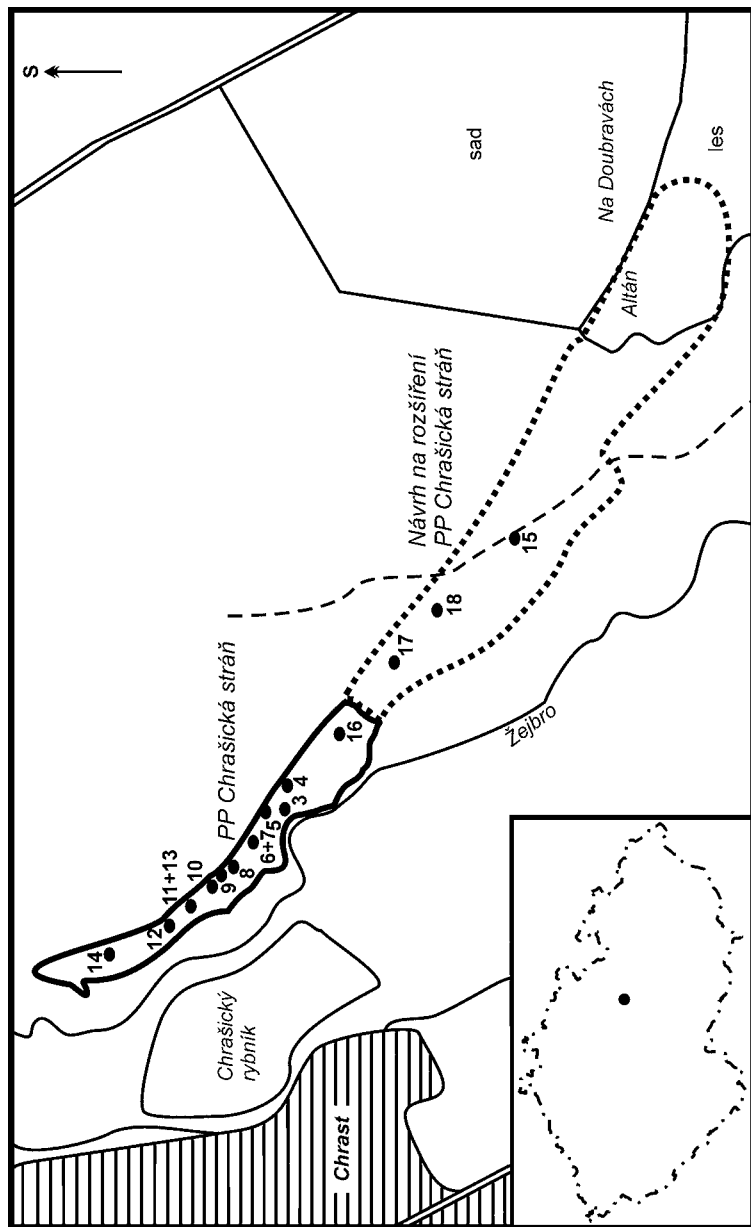 S
sad
Na Doubravách
les
Altán
Návrh na rozšíření
PP Chrašická stráň
PP Chrašická stráň
14
12
11+13
10
9
8
6+7
5
3
4
16
17
18
15
Žejbro
Chrašický
rybník
Chrast